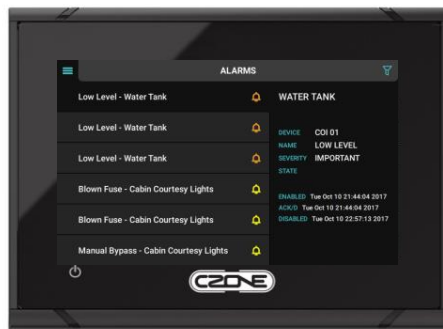 ALARMS
Low Level - Water Tank
Low Level - Water Tank
Low Level - Water Tank
Blown Fuse - Cabin Courtesy Lights
Blown Fuse - Cabin Courtesy Lights
Manual Bypass - Cabin Courtesy Lights
WATER TANK
DEVICE COI 01
NAME LOW LEVEL
SEVERITY IMPORTANT
STATE
ENABLED Tue Oct 10 21:44:04 2017
ACK/D Tue Oct 10 21:44:04 2017
DISABLED Tue Oct 10 22:57:13 2017
CZONE